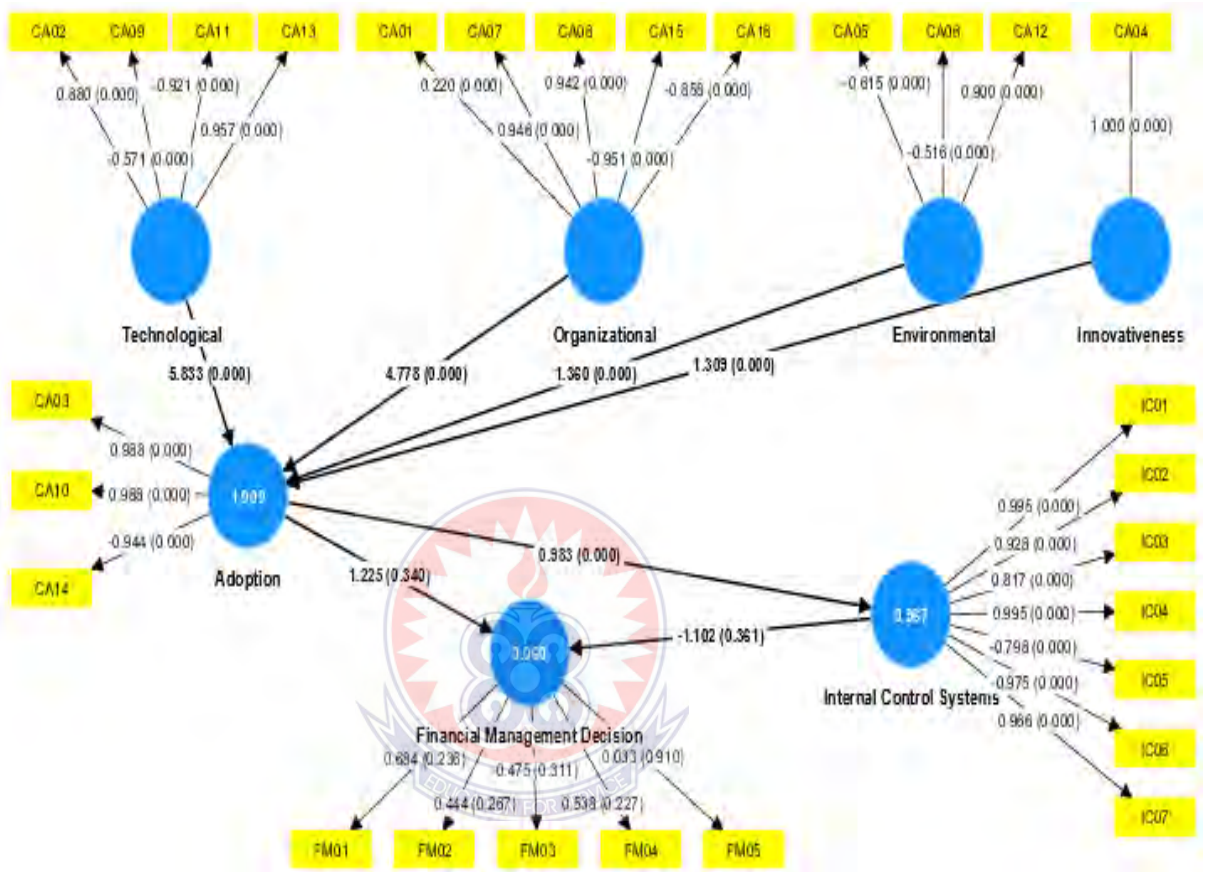 CA02 CA09 CA11 CA13 CA01 CA07 CA08 CA15 CA16 CA05 CA06 CA12 CA04
0.880 (0.000)
-0.921 (0.000)
-0.571 (0.000)
0.957 (0.000)
0.220 (0.000)
0.942 (0.000)
-0.858 (0.000)
0.946 (0.000)
-0.951 (0.000)
-0.615 (0.000)
0.900 (0.000)
-0.516 (0.000)
1.000 (0.000)
Technological
Organizational
Environmental
Innovativeness
5.833 (0.000)
4.778 (0.000)
1.360 (0.000)
1.309 (0.000)
CA03
CA10
CA14
0.988 (0.000)
0.988 (0.000)
-0.944 (0.000)
Adoption
1.225 (0.340)
0.983 (0.000)
-1.102 (0.361)
0.967
Internal Control Systems
IC01
IC02
IC03
IC04
IC05
IC06
IC07
0.995 (0.000)
0.928 (0.000)
0.817 (0.000)
0.995 (0.000)
-0.798 (0.000)
-0.975 (0.000)
0.966 (0.000)
Financial Management Decision
0.684 (0.236)
0.444 (0.267)
0.475 (0.311)
0.538 (0.227)
0.033 (0.910)
FM01 FM02 FM03 FM04 FM05
FOR SERVICE